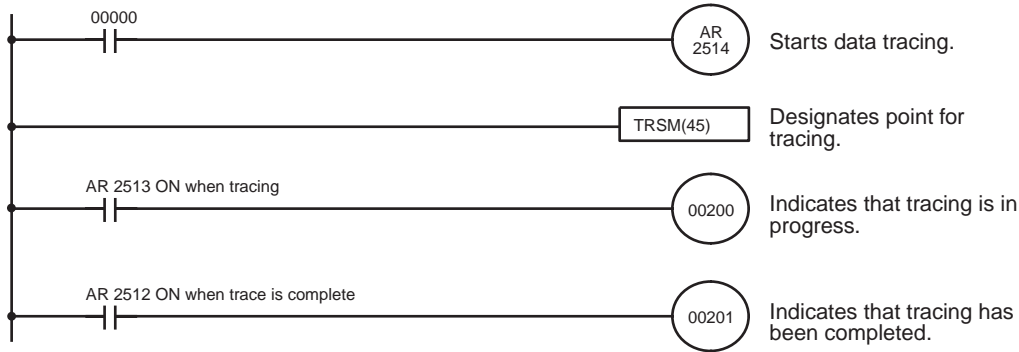 00000
AR
2514
Starts data tracing.
TRSM(45)
Designates point for
tracing.
AR 2513 ON when tracing
00200
Indicates that tracing is in
progress.
AR 2512 ON when trace is complete
00201
Indicates that tracing has
been completed.